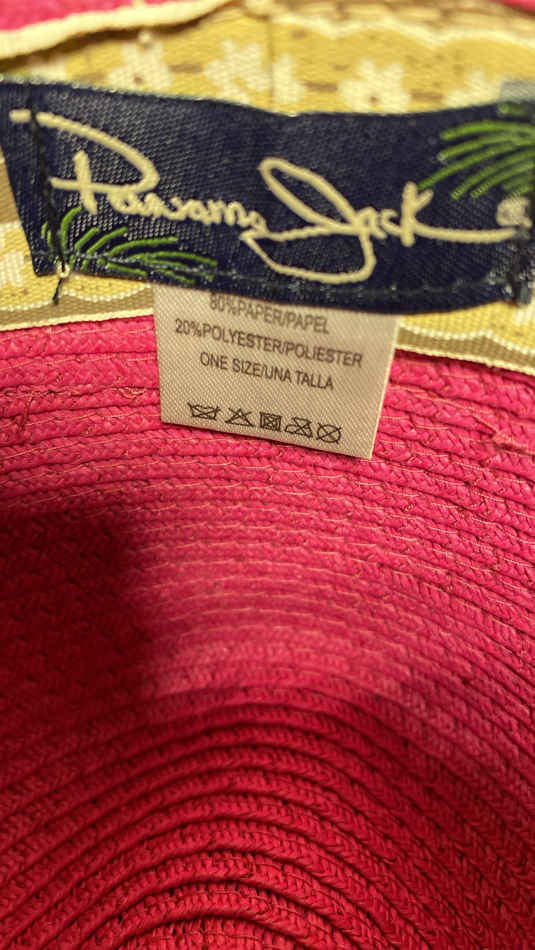 Panama Jack
80%PAPER/PAPEL
20%POLYESTER/POLIESTER
ONE SIZE/UNA TALLA